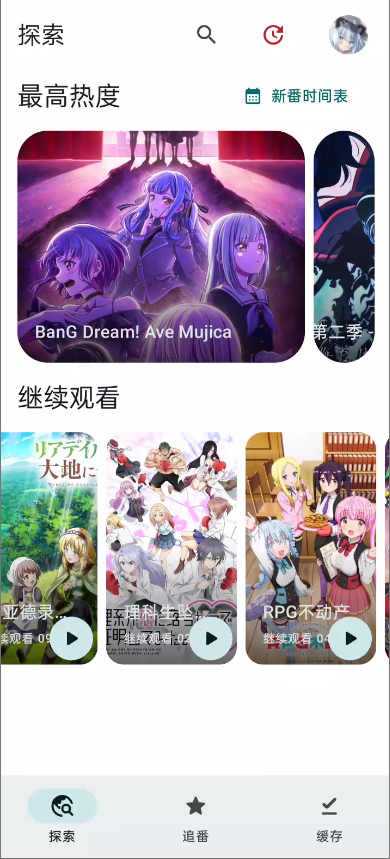 探索
最高热度
新番时间表
BanG Dream! Ave Mujica
第二季 -
继续观看
リアデイル
大地に
亚德录...
续观看 09
理科生坠...
继续观看 02
RPG不动产
继续观看 04
探索
追番
缓存